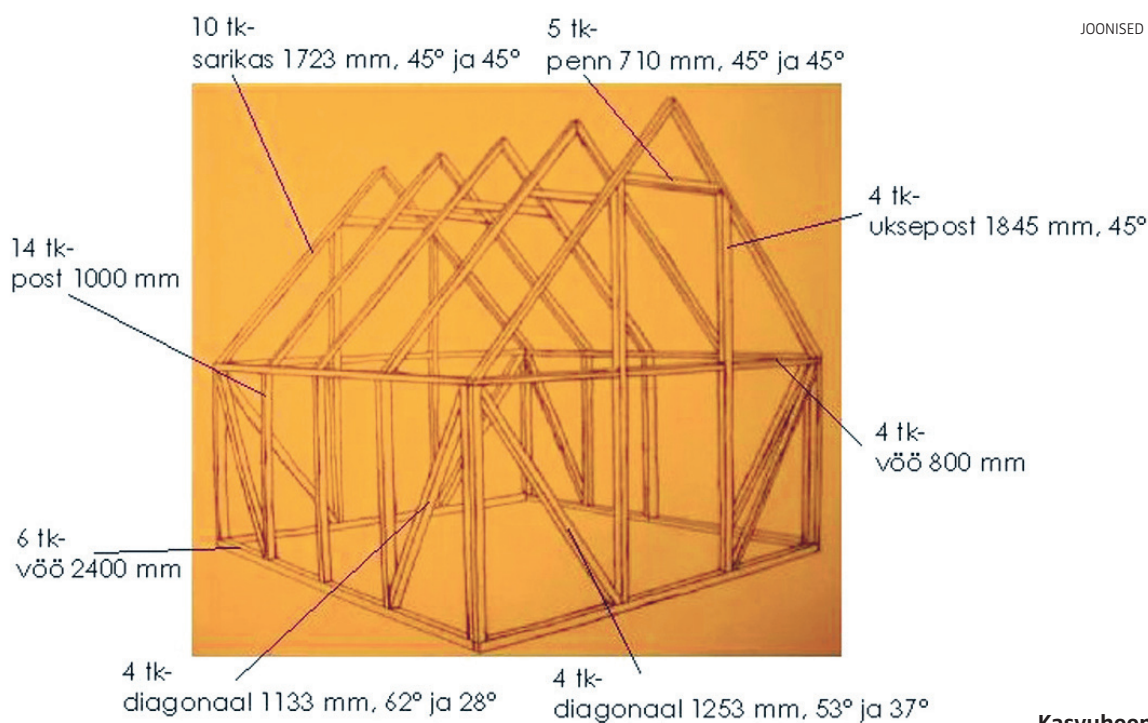 JOONISED
10 tk-
sarikas 1723 mm, 45° ja 45°
5 tk-
penn 710 mm, 45° ja 45°
4 tk-
uksepost 1845 mm, 45°
14 tk-
post 1000 mm
4 tk-
vöö 800 mm
6 tk-
vöö 2400 mm
4 tk-
diagonaal 1133 mm, 62° ja 28°
4 tk-
diagonaal 1253 mm, 53° ja 37°